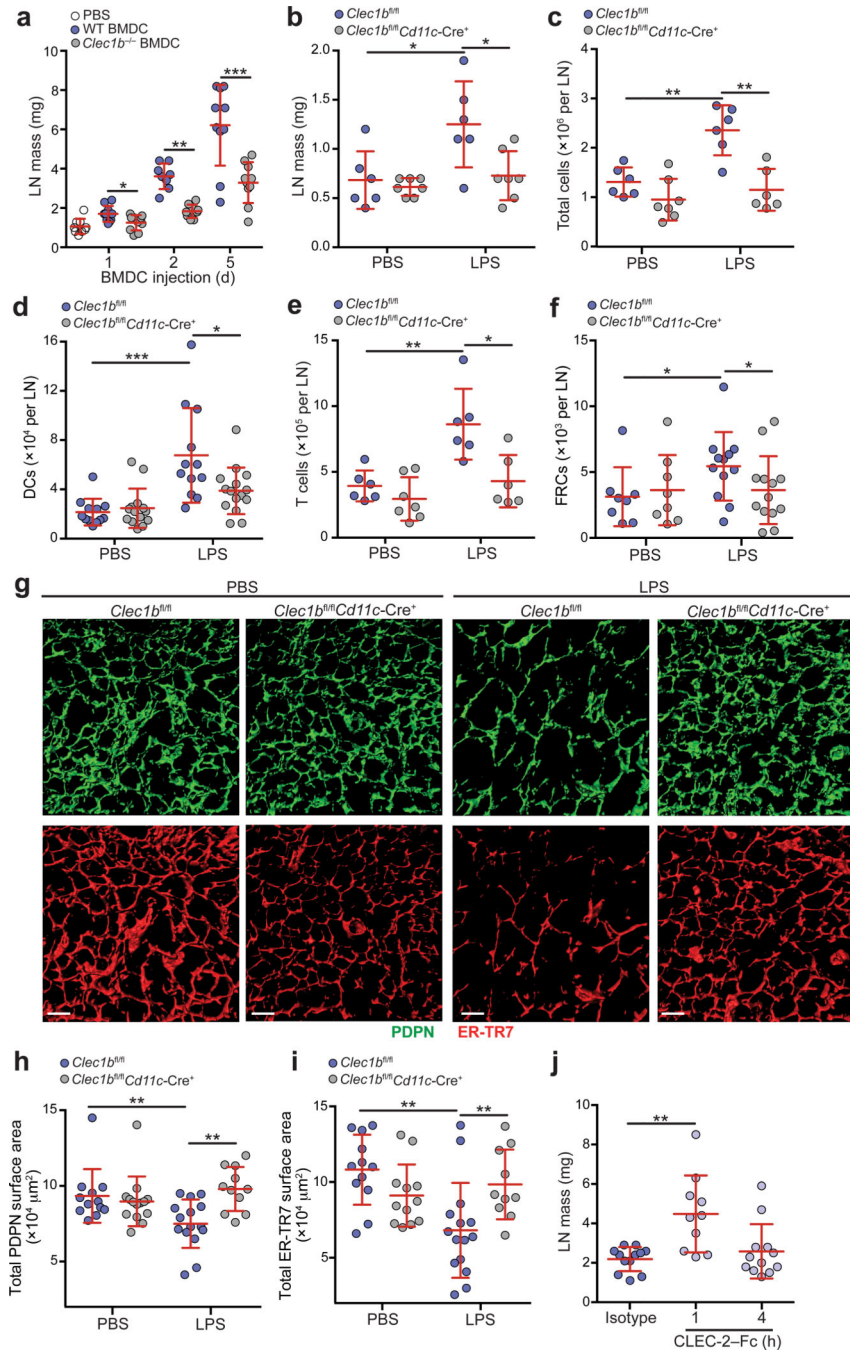 a
PBS
WT BMDC
Clec1b–/– BMDC
LN mass (mg)
10
8
6
4
2
0
*
**
***
1 2 5
BMDC injection (d)
b
Clec1bfl/fl
Clec1bfl/flCd11c-Cre+
LN mass (mg)
2.0
1.5
1.0
0.5
0.0
* *
PBS LPS
c
Clec1bfl/fl
Clec1bfl/flCd11c-Cre+
Total cells (×10⁶ per LN)
4
3
2
1
0
** **
PBS LPS
d
Clec1bfl/fl
Clec1bfl/flCd11c-Cre+
DCs (×10⁴ per LN)
16
12
8
4
0
*** *
PBS LPS
e
Clec1bfl/fl
Clec1bfl/flCd11c-Cre+
T cells (×10⁵ per LN)
15
10
5
0
** *
PBS LPS
f
Clec1bfl/fl
Clec1bfl/flCd11c-Cre+
FRCs (×10³ per LN)
15
10
5
0
* *
PBS LPS
g
PBS LPS
Clec1bfl/fl Clec1bfl/flCd11c-Cre+ Clec1bfl/fl Clec1bfl/flCd11c-Cre+
PDPN ER-TR7
h
Clec1bfl/fl
Clec1bfl/flCd11c-Cre+
Total PDPN surface area
(×10⁴ μm²)
15
10
5
** **
PBS LPS
i
Clec1bfl/fl
Clec1bfl/flCd11c-Cre+
Total ER-TR7 surface area
(×10⁴ μm²)
15
10
5
** **
PBS LPS
j
LN mass (mg)
10
8
6
4
2
0
**
Isotype 1 4
CLEC-2–Fc (h)